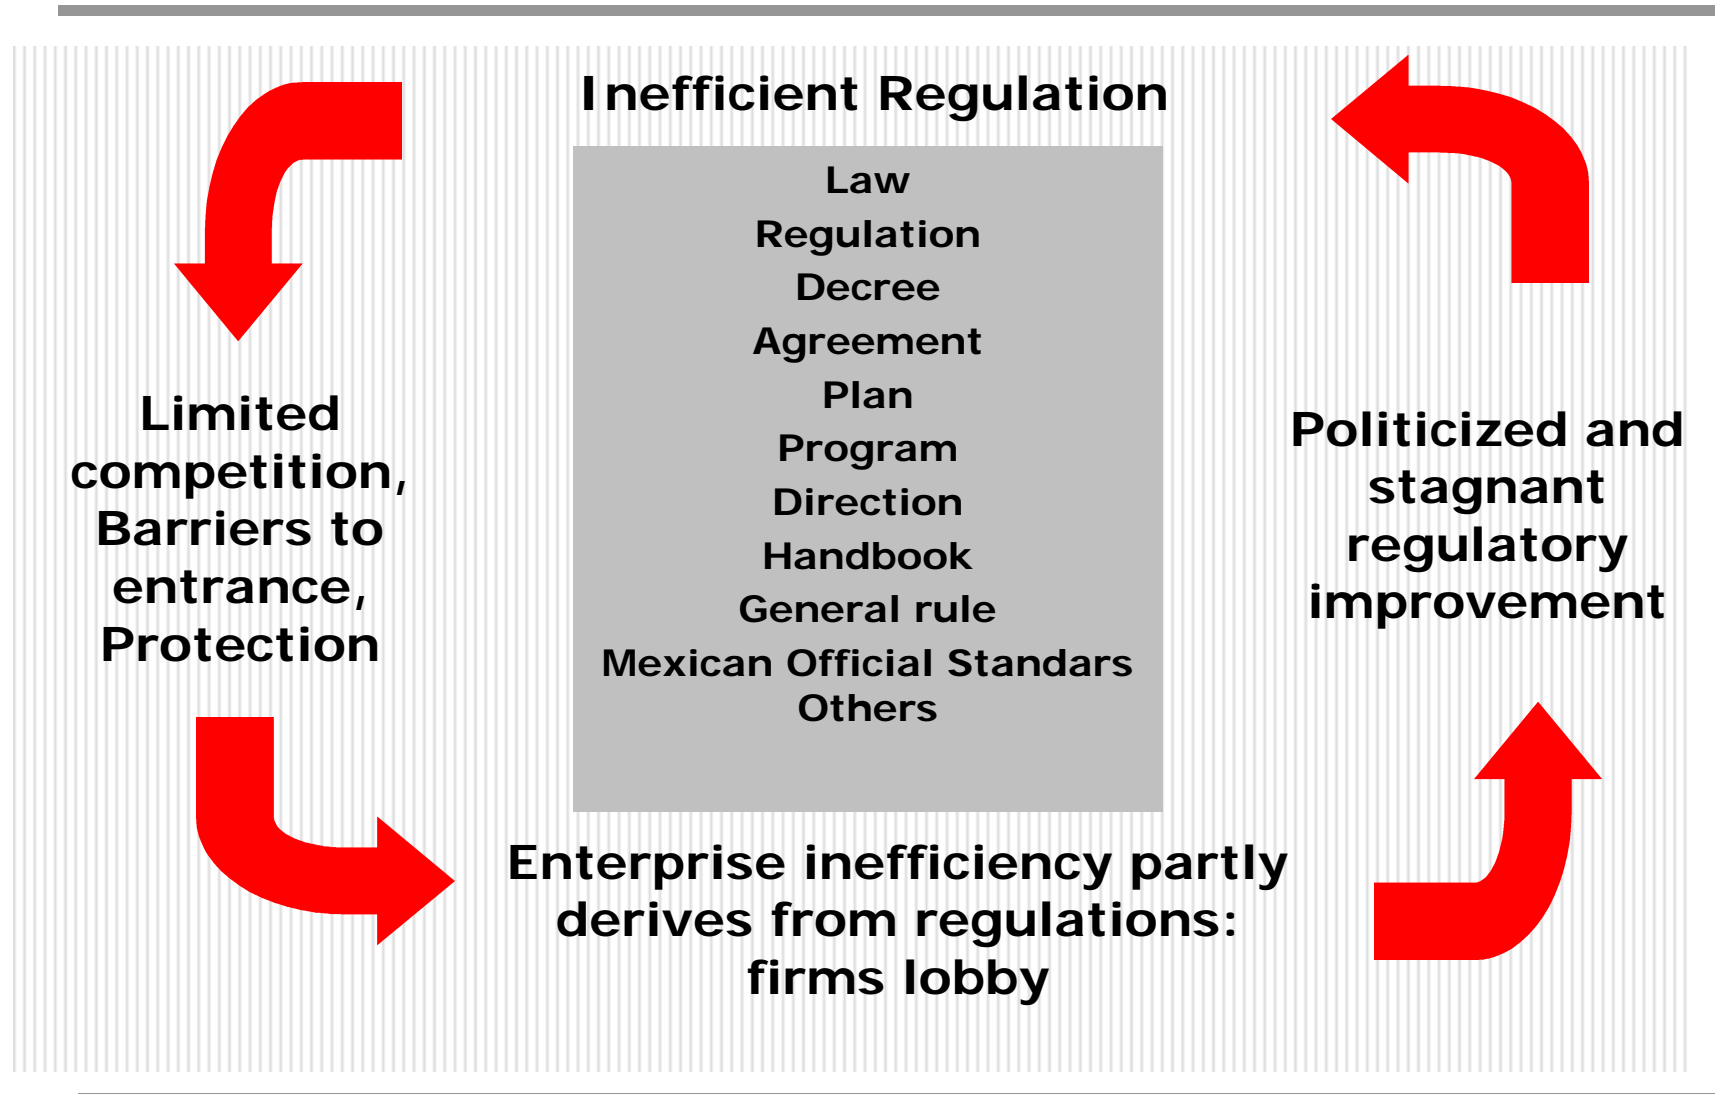 Inefficient Regulation
Law
Regulation
Decree
Agreement
Plan
Program
Direction
Handbook
General rule
Mexican Official Standars
Others
Limited
competition,
Barriers to
entrance,
Protection
Politicized and
stagnant
regulatory
improvement
Enterprise inefficiency partly
derives from regulations:
firms lobby